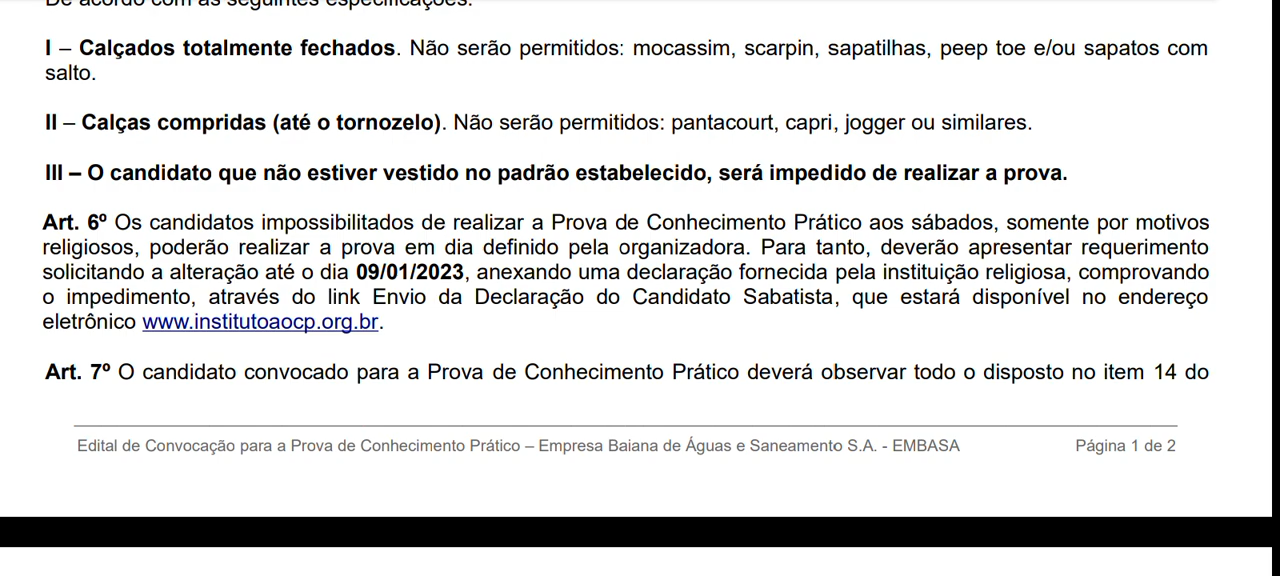 De acordo com as seguintes especificações:
I – Calçados totalmente fechados. Não serão permitidos: mocassim, scarpin, sapatilhas, peep toe e/ou sapatos com
salto.
II – Calças compridas (até o tornozelo). Não serão permitidos: pantacourt, capri, jogger ou similares.
III – O candidato que não estiver vestido no padrão estabelecido, será impedido de realizar a prova.
Art. 6º Os candidatos impossibilitados de realizar a Prova de Conhecimento Prático aos sábados, somente por motivos
religiosos, poderão realizar a prova em dia definido pela organizadora. Para tanto, deverão apresentar requerimento
solicitando a alteração até o dia 09/01/2023, anexando uma declaração fornecida pela instituição religiosa, comprovando
o impedimento, através do link Envio da Declaração do Candidato Sabatista, que estará disponível no endereço
eletrônico www.institutoaocp.org.br.
Art. 7º O candidato convocado para a Prova de Conhecimento Prático deverá observar todo o disposto no item 14 do
Edital de Convocação para a Prova de Conhecimento Prático – Empresa Baiana de Águas e Saneamento S.A. - EMBASA Página 1 de 2